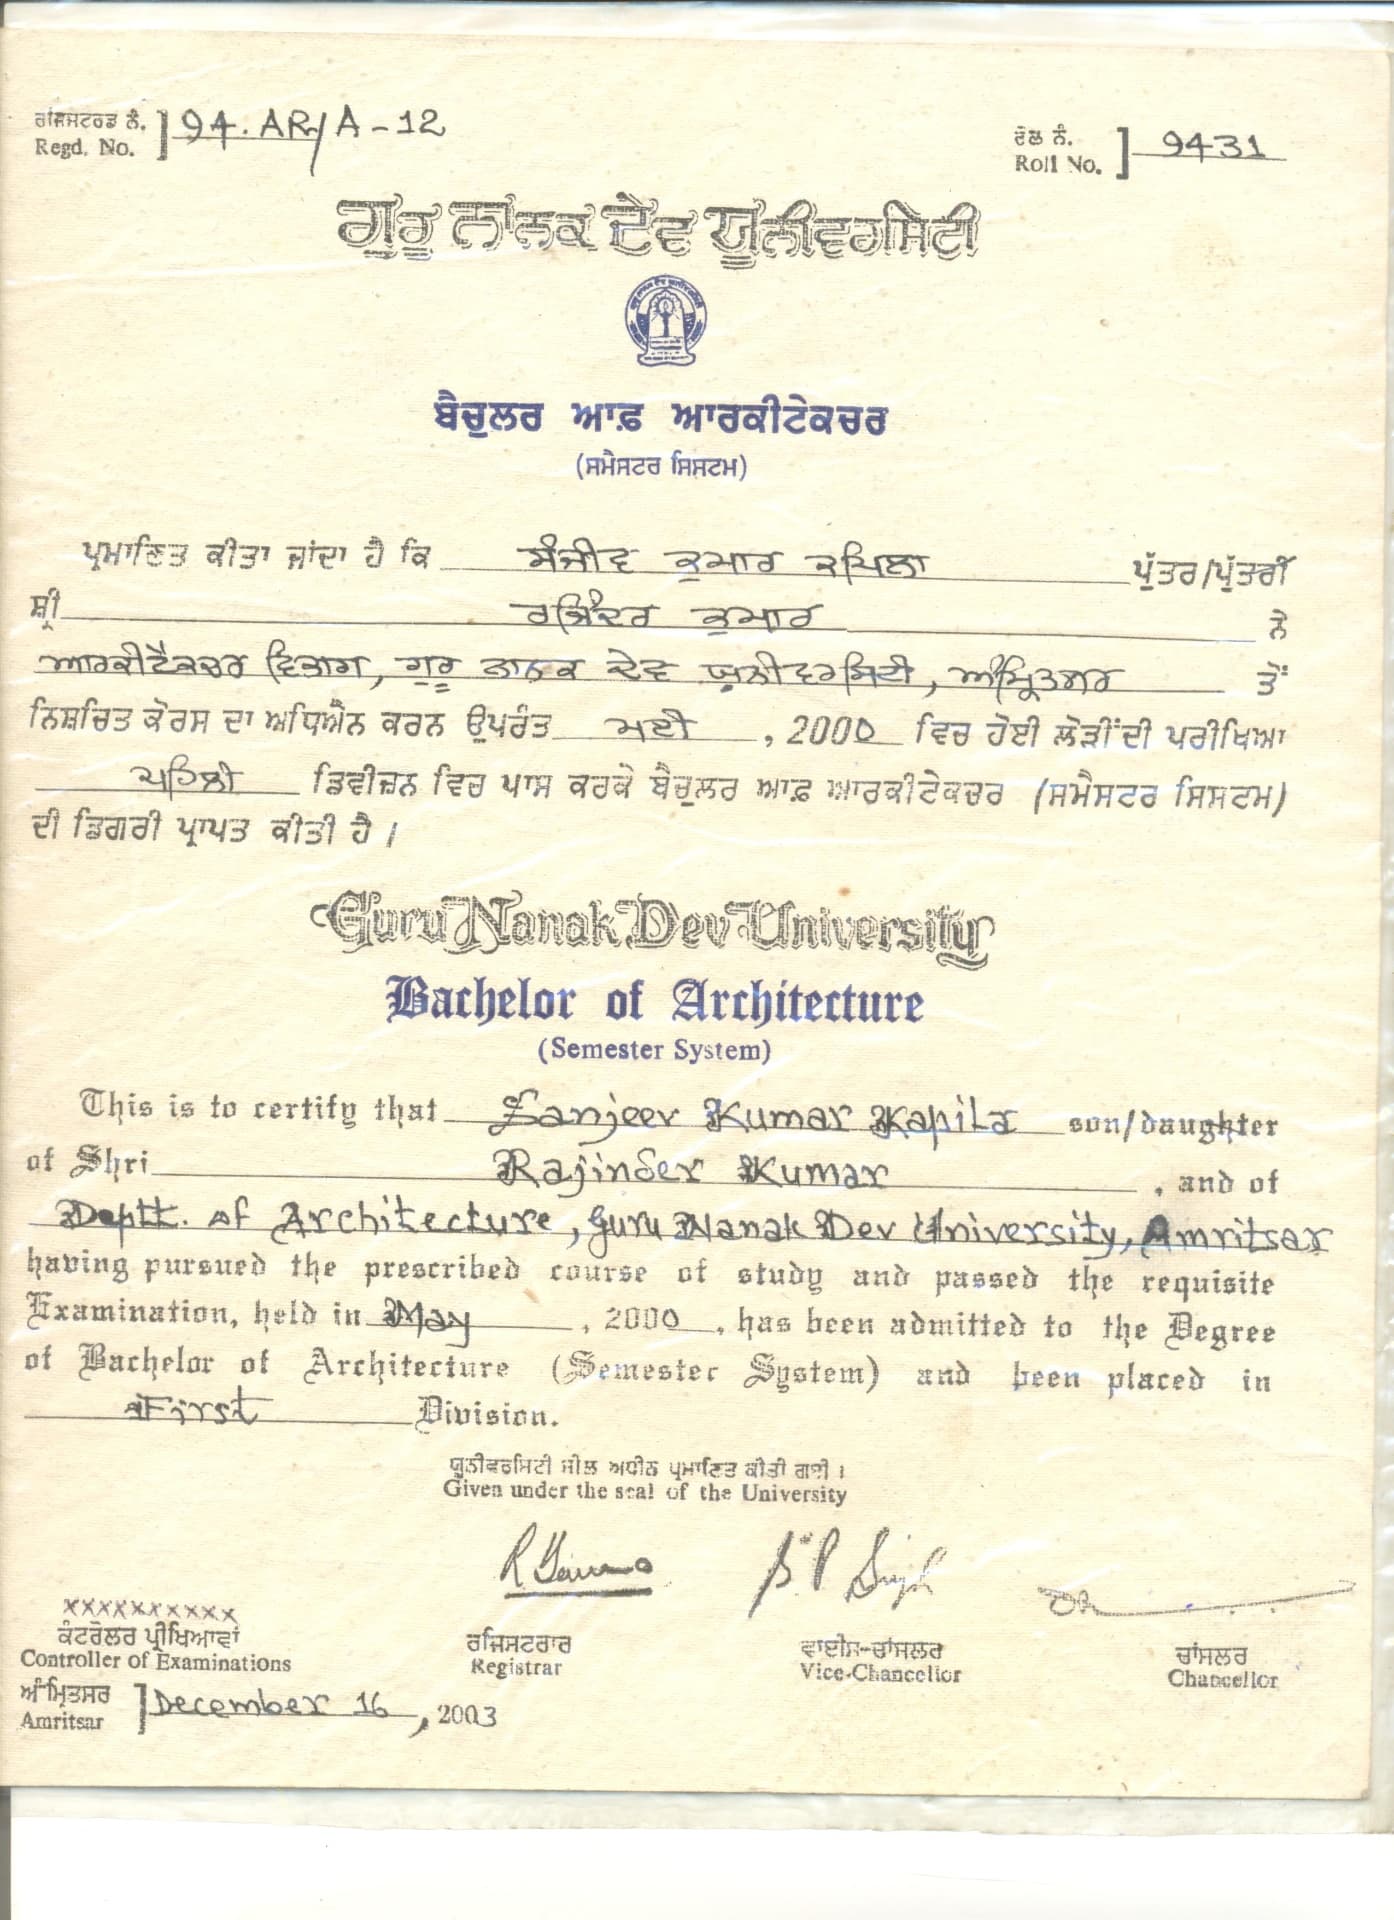 ਰਜਿਸਟਰਡ ਨੰ.
Regd. No. ] 94. AR/A-12
ਰੋਲ ਨੰ.
Roll No. ] 9431
ਗੁਰੂ ਨਾਨਕ ਦੇਵ ਯੂਨੀਵਰਸਿਟੀ
ਬੈਚੁਲਰ ਆਫ਼ ਆਰਕੀਟੇਕਚਰ
(ਸਮੈਸਟਰ ਸਿਸਟਮ)
ਪ੍ਰਮਾਣਿਤ ਕੀਤਾ ਜਾਂਦਾ ਹੈ ਕਿ ਸੰਜੀਵ ਕੁਮਾਰ ਕਪਿਲਾ ਪੁੱਤਰ/ਪੁੱਤਰੀ
ਸ਼੍ਰੀ ਰਜਿੰਦਰ ਕੁਮਾਰ ਨੇ
ਆਰਕੀਟੈਕਚਰ ਵਿਭਾਗ, ਗੁਰੂ ਨਾਨਕ ਦੇਵ ਯੂਨੀਵਰਸਿਟੀ, ਅੰਮ੍ਰਿਤਸਰ ਤੋਂ
ਨਿਸ਼ਚਿਤ ਕੋਰਸ ਦਾ ਅਧਿਐਨ ਕਰਨ ਉਪਰੰਤ ਮਈ , 2000 ਵਿਚ ਹੋਈ ਲੋੜੀਂਦੀ ਪਰੀਖਿਆ
ਪਹਿਲੀ ਡਿਵੀਜ਼ਨ ਵਿਚ ਪਾਸ ਕਰਕੇ ਬੈਚੁਲਰ ਆਫ਼ ਆਰਕੀਟੇਕਚਰ (ਸਮੈਸਟਰ ਸਿਸਟਮ)
ਦੀ ਡਿਗਰੀ ਪ੍ਰਾਪਤ ਕੀਤੀ ਹੈ ।
Guru Nanak Dev University
Bachelor of Architecture
(Semester System)
This is to certify that Sanjeev Kumar Kapila son/daughter
of Shri Rajinder Kumar , and of
Deptt. of Architecture, Guru Nanak Dev University, Amritsar
having pursued the prescribed course of study and passed the requisite
Examination, held in May , 2000 , has been admitted to the Degree
of Bachelor of Architecture (Semester System) and been placed in
First Division.
ਯੂਨੀਵਰਸਿਟੀ ਸੀਲ ਅਧੀਨ ਪ੍ਰਮਾਣਿਤ ਕੀਤੀ ਗਈ ।
Given under the seal of the University
B P Singh
XXXXXXXXXX
ਕੰਟਰੋਲਰ ਪ੍ਰੀਖਿਆਵਾਂ
Controller of Examinations
ਰਜਿਸਟਰਾਰ
Registrar
ਵਾਈਸ-ਚਾਂਸਲਰ
Vice-Chancellor
ਚਾਂਸਲਰ
Chancellor
ਅੰਮ੍ਰਿਤਸਰ
Amritsar ] December 16 , 2003